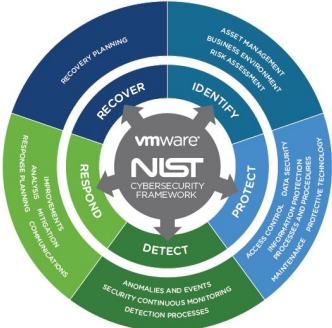 vmware®
NIST
CYBERSECURITY
FRAMEWORK
IDENTIFY
ASSET MANAGEMENT
BUSINESS ENVIRONMENT
RISK ASSESSMENT
PROTECT
ACCESS CONTROL DATA SECURITY
INFORMATION PROTECTION
PROCESSES AND PROCEDURES
MAINTENANCE PROTECTIVE TECHNOLOGY
DETECT
ANOMALIES AND EVENTS
SECURITY CONTINUOUS MONITORING
DETECTION PROCESSES
RESPOND
RESPONSE PLANNING
ANALYSIS MITIGATION
IMPROVEMENTS
COMMUNICATIONS
RECOVER
RECOVERY PLANNING